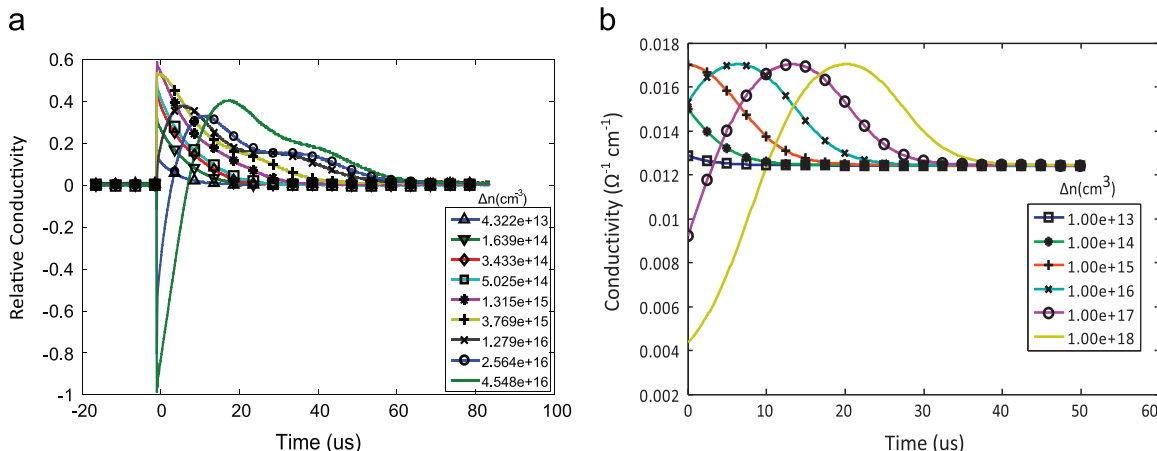 a
0.6
0.4
0.2
0
-0.2
-0.4
-0.6
-0.8
-1
-20
0
20
40
60
80
100
Relative Conductivity
Time (us)
Δn(cm⁻³)
4.322e+13
1.639e+14
3.433e+14
5.025e+14
1.315e+15
3.769e+15
1.279e+16
2.564e+16
4.548e+16
b
0.018
0.016
0.014
0.012
0.010
0.008
0.006
0.004
0.002
0
10
20
30
40
50
60
Conductivity (Ω⁻¹ cm⁻¹)
Time (us)
Δn(cm³)
1.00e+13
1.00e+14
1.00e+15
1.00e+16
1.00e+17
1.00e+18